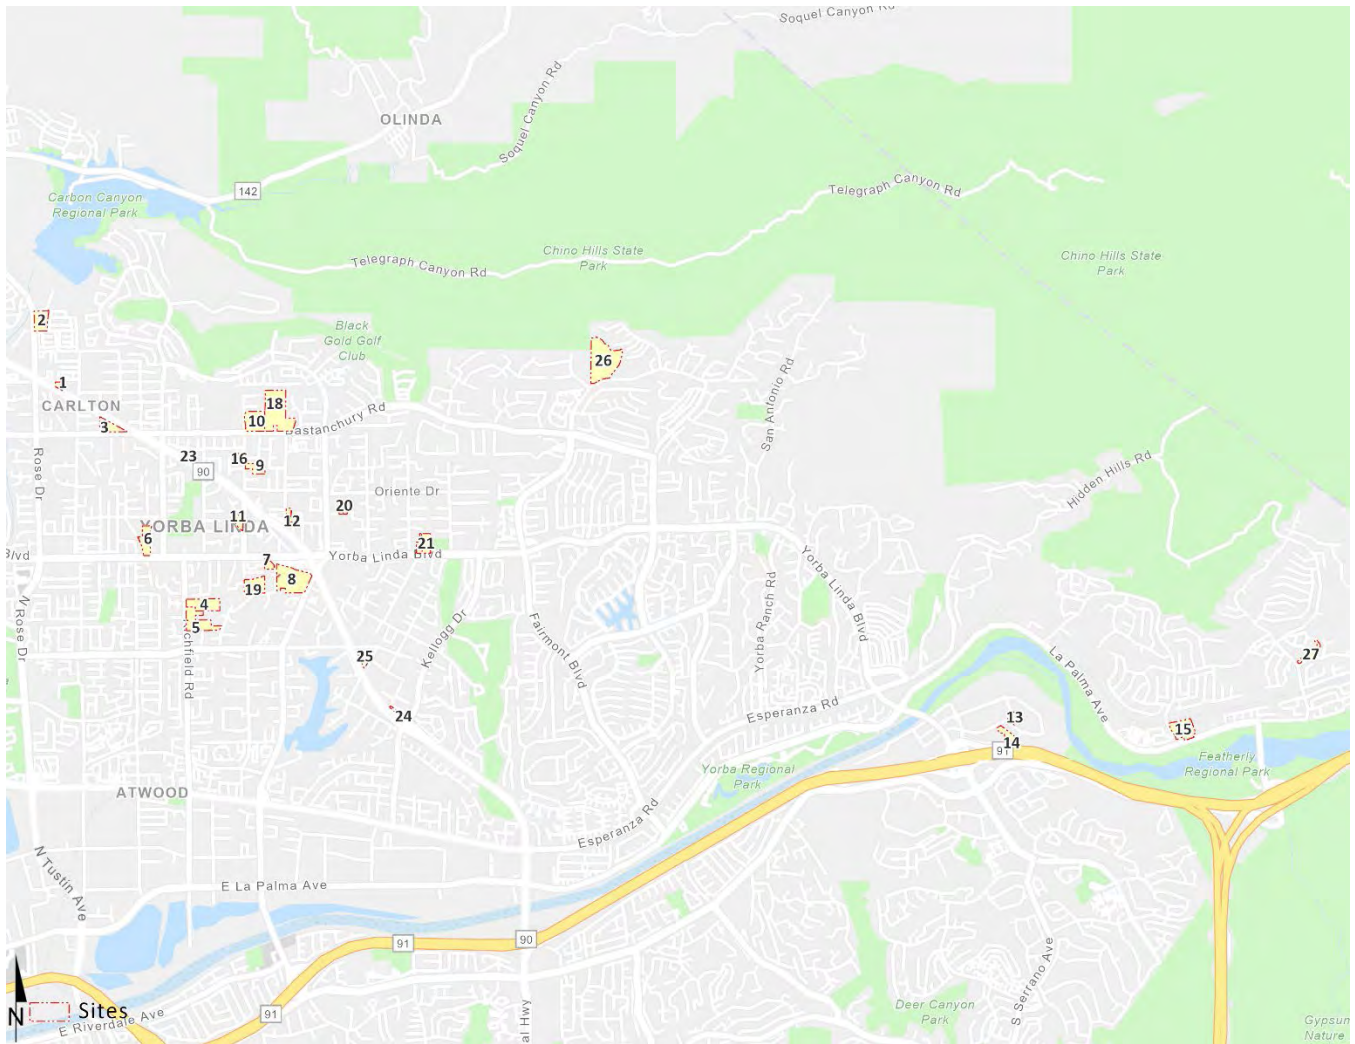 Soquel Canyon Rd
OLINDA
Soquel Canyon Rd
142
Telegraph Canyon Rd
Carbon Canyon
Regional Park
Chino Hills State
Park
Chino Hills State
Park
Telegraph Canyon Rd
2
Black
Gold Golf
Club
26
1
CARLTON
18
10
Bastanchury Rd
San Antonio Rd
3
23
90
16
9
Rose Dr
Hidden Hills Rd
Oriente Dr
20
11
12
YORBA LINDA
6
21
Blvd
Yorba Linda Blvd
7
8
19
Yorba Linda Blvd
4
5
N Rose Dr
Richfield Rd
Kellogg Dr
Fairmont Blvd
Yorba Ranch Rd
25
27
La Palma Ave
24
Esperanza Rd
13
14
91
15
Featherly
Regional Park
Yorba Regional
Park
ATWOOD
Esperanza Rd
N Tustin Ave
E La Palma Ave
91
90
S Serrano Ave
Deer Canyon
Park
91
N
Sites
E Riverdale Ave
al Hwy
Gypsum
Nature